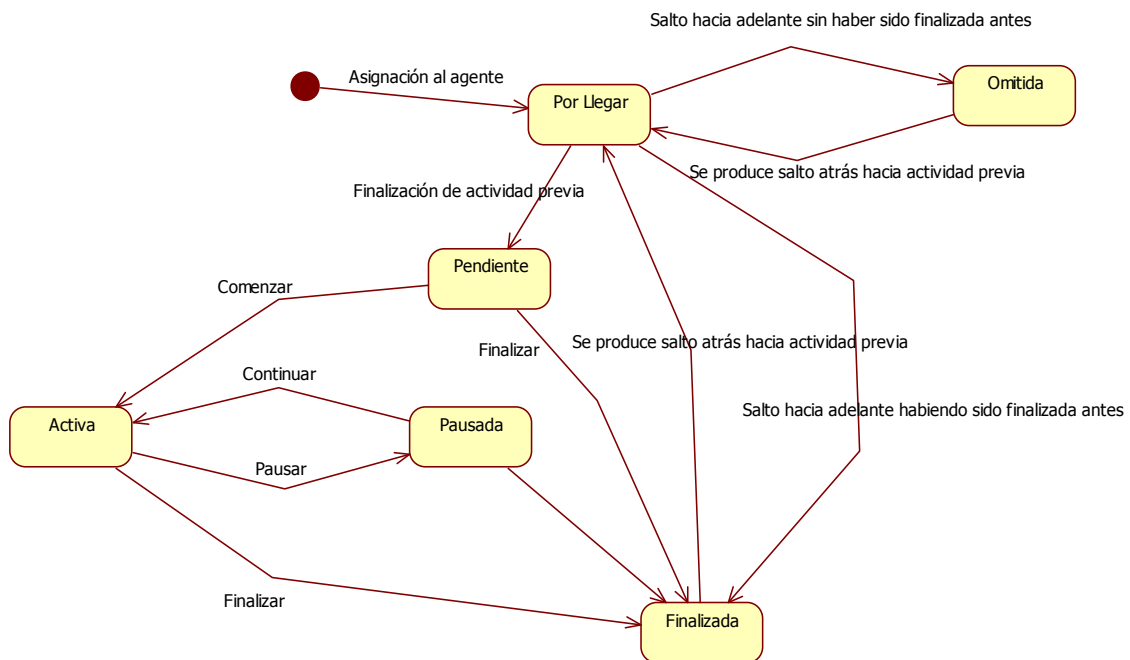 Salto hacia adelante sin haber sido finalizada antes
Asignación al agente
Por Llegar
Omitida
Se produce salto atrás hacia actividad previa
Finalización de actividad previa
Pendiente
Comenzar
Finalizar
Se produce salto atrás hacia actividad previa
Continuar
Salto hacia adelante habiendo sido finalizada antes
Activa
Pausada
Pausar
Finalizar
Finalizada